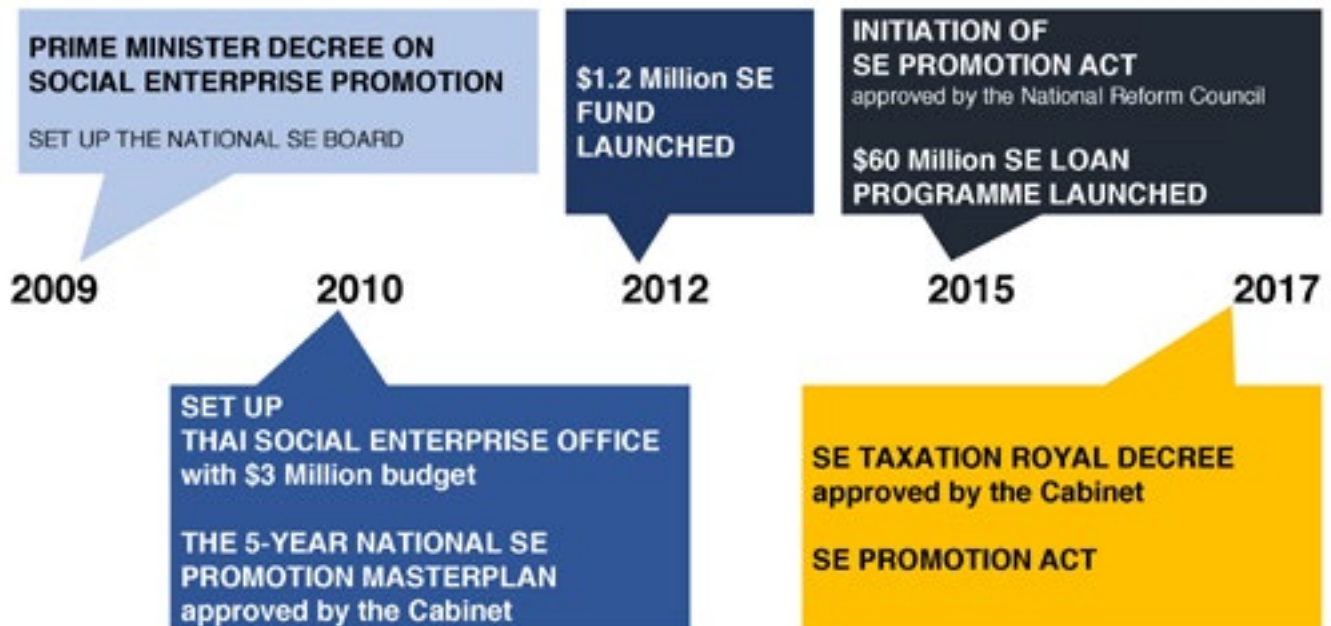 PRIME MINISTER DECREE ON
SOCIAL ENTERPRISE PROMOTION
SET UP THE NATIONAL SE BOARD
$1.2 Million SE
FUND
LAUNCHED
INITIATION OF
SE PROMOTION ACT
approved by the National Reform Council
$60 Million SE LOAN
PROGRAMME LAUNCHED
2009
2010
2012
2015
2017
SET UP
THAI SOCIAL ENTERPRISE OFFICE
with $3 Million budget
THE 5-YEAR NATIONAL SE
PROMOTION MASTERPLAN
approved by the Cabinet
SE TAXATION ROYAL DECREE
approved by the Cabinet
SE PROMOTION ACT